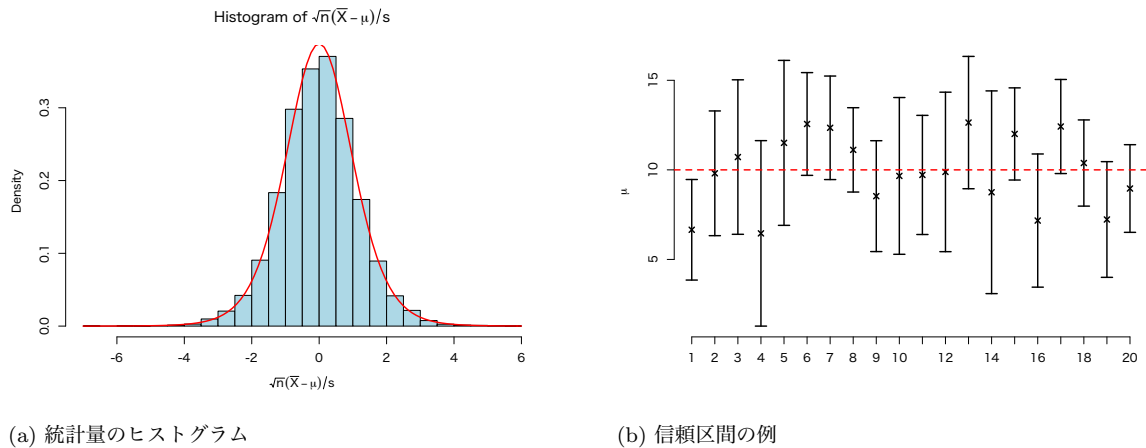 Histogram of √n(X̄ − μ)/s
Density
0.0 0.1 0.2 0.3
-6 -4 -2 0 2 4 6
√n(X̄ − μ)/s
(a) 統計量のヒストグラム
μ
5 10 15
1 2 3 4 5 6 7 8 9 10 12 14 16 18 20
(b) 信頼区間の例